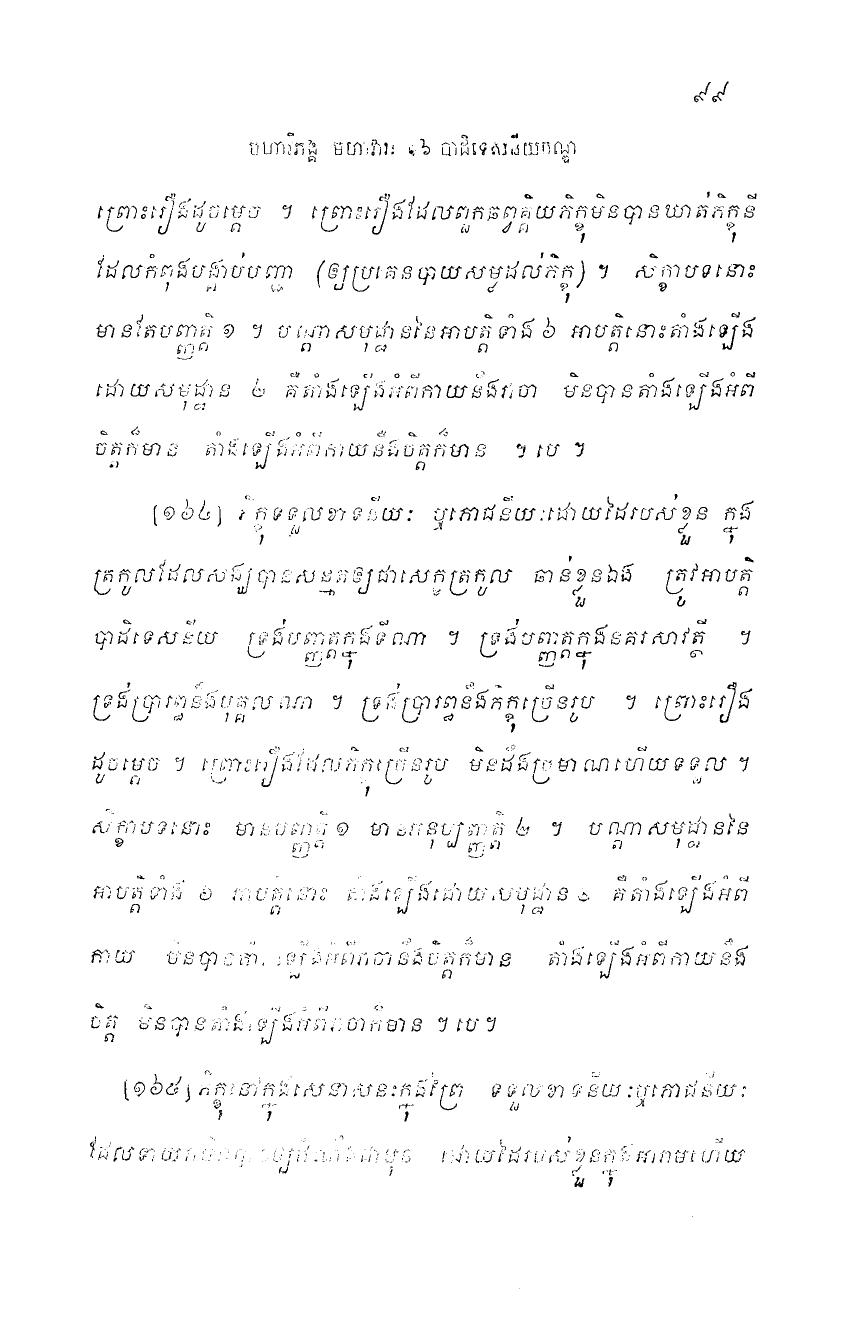 ៩៩
មហាវិភង្គ មហាវារៈ ១៦ បាដិទេសនីយកណ្ឌ
ព្រោះរឿងដូចម្តេច ។ ព្រោះរឿងដែលពួកឆព្វគ្គិយភិក្ខុមិនបានឃាត់ភិក្ខុនី
ដែលកំពុងបង្គាប់បញ្ជា (ឲ្យប្រគេនបាយសម្លដល់ភិក្ខុ) ។ សិក្ខាបទនោះ
មានតែបញ្ញត្តិ ១ ។ បណ្តាសមុដ្ឋាននៃអាបត្តិទាំង ៦ អាបត្តិនោះតាំងឡើង
ដោយសមុដ្ឋាន ២ គឺតាំងឡើងអំពីកាយនឹងវាចា មិនបានតាំងឡើងអំពី
ចិត្តក៏មាន តាំងឡើងអំពីកាយនឹងចិត្តក៏មាន ។ បេ ។
[១៦៤] ភិក្ខុទទួលខាទនីយៈ ឬភោជនីយៈដោយដៃរបស់ខ្លួន ក្នុង
ត្រកូលដែលសង្ឃបានសន្មតឲ្យជាសេក្ខត្រកូល ឆាន់ខ្លួនឯង ត្រូវអាបត្តិ
បាដិទេសនីយ ទ្រង់បញ្ញត្តក្នុងទីណា ។ ទ្រង់បញ្ញត្តក្នុងនគរសាវត្ថី ។
ទ្រង់ប្រារព្ធនឹងបុគ្គលណា ។ ទ្រង់ប្រារព្ធនឹងភិក្ខុច្រើនរូប ។ ព្រោះរឿង
ដូចម្តេច ។ ព្រោះរឿងដែលភិក្ខុច្រើនរូប មិនដឹងប្រមាណហើយទទួល ។
សិក្ខាបទនោះ មានបញ្ញត្តិ ១ មានអនុប្បញ្ញត្តិ ២ ។ បណ្តាសមុដ្ឋាននៃ
អាបត្តិទាំង ៦ អាបត្តិនោះ តាំងឡើងដោយសមុដ្ឋាន ២ គឺតាំងឡើងអំពី
កាយ មិនបានតាំងឡើងអំពីវាចានឹងចិត្តក៏មាន តាំងឡើងអំពីកាយនឹង
ចិត្ត មិនបានតាំងឡើងអំពីវាចាក៏មាន ។ បេ ។
[១៦៥] ភិក្ខុនៅក្នុងសេនាសនៈក្នុងព្រៃ ទទួលខាទនីយៈឬភោជនីយៈ
ដែលទាយកមិនបានឲ្យដំណឹងជាមុន ដោយដៃរបស់ខ្លួនក្នុងអារាមហើយ